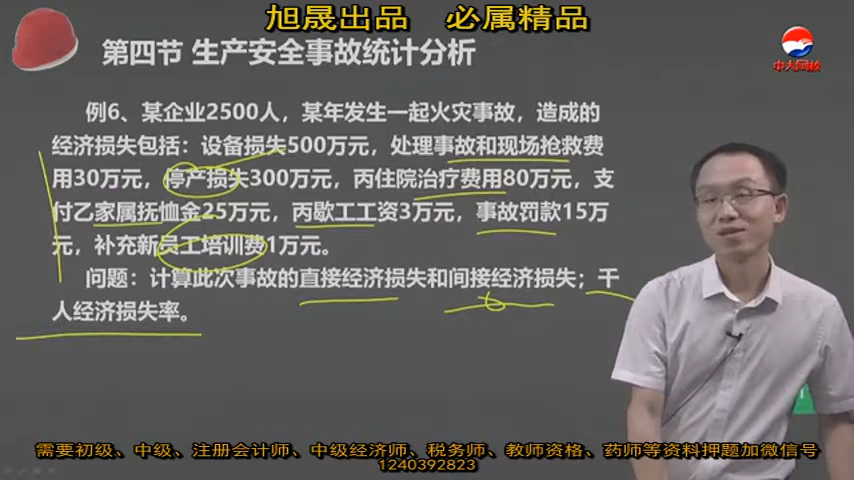 旭晟出品 必属精品
第四节 生产安全事故统计分析
中大网校
例6、某企业2500人，某年发生一起火灾事故，造成的
经济损失包括：设备损失500万元，处理事故和现场抢救费
用30万元，停产损失300万元，丙住院治疗费用80万元，支
付乙家属抚恤金25万元，丙歇工工资3万元，事故罚款15万
元，补充新员工培训费1万元。
问题：计算此次事故的直接经济损失和间接经济损失；千
人经济损失率。
需要初级、中级、注册会计师、中级经济师、税务师、教师资格、药师等资料押题加微信号
1240392823